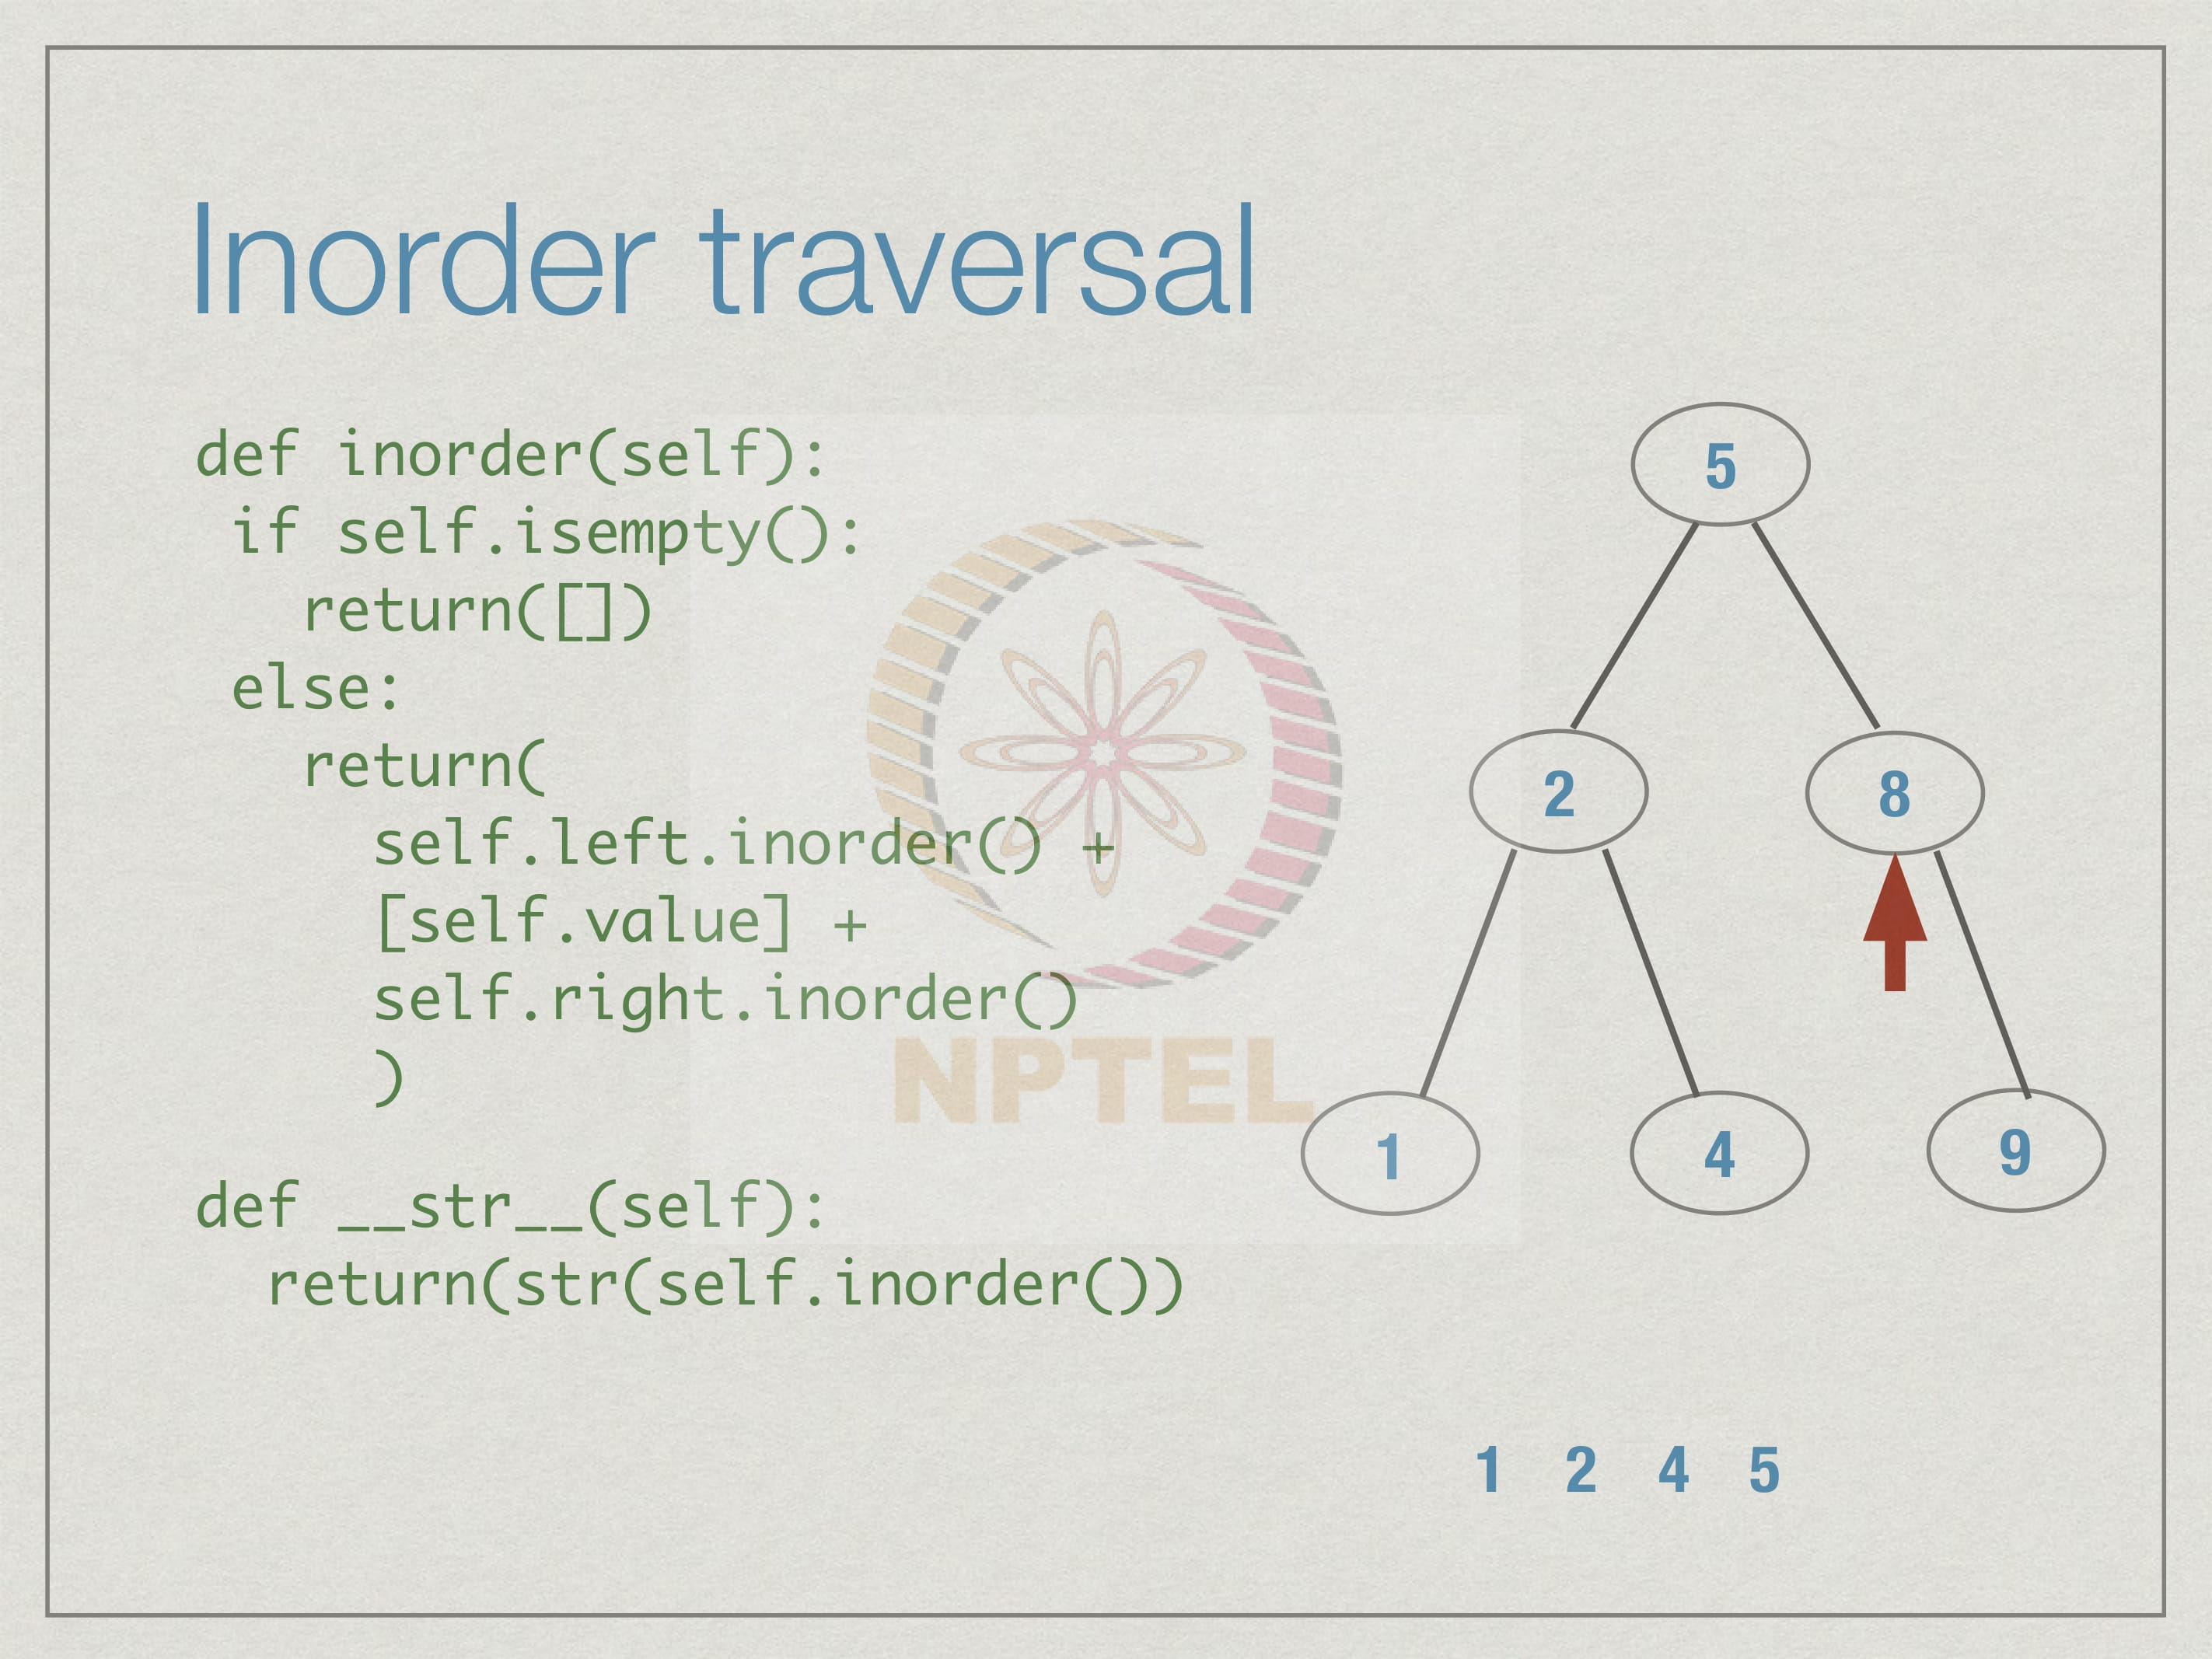 Inorder traversal
def inorder(self):
 if self.isempty():
   return([])
 else:
   return(
     self.left.inorder() +
     [self.value] +
     self.right.inorder()
     )
def __str__(self):
  return(str(self.inorder())
5
2 8
1 4 9
NPTEL
1 2 4 5